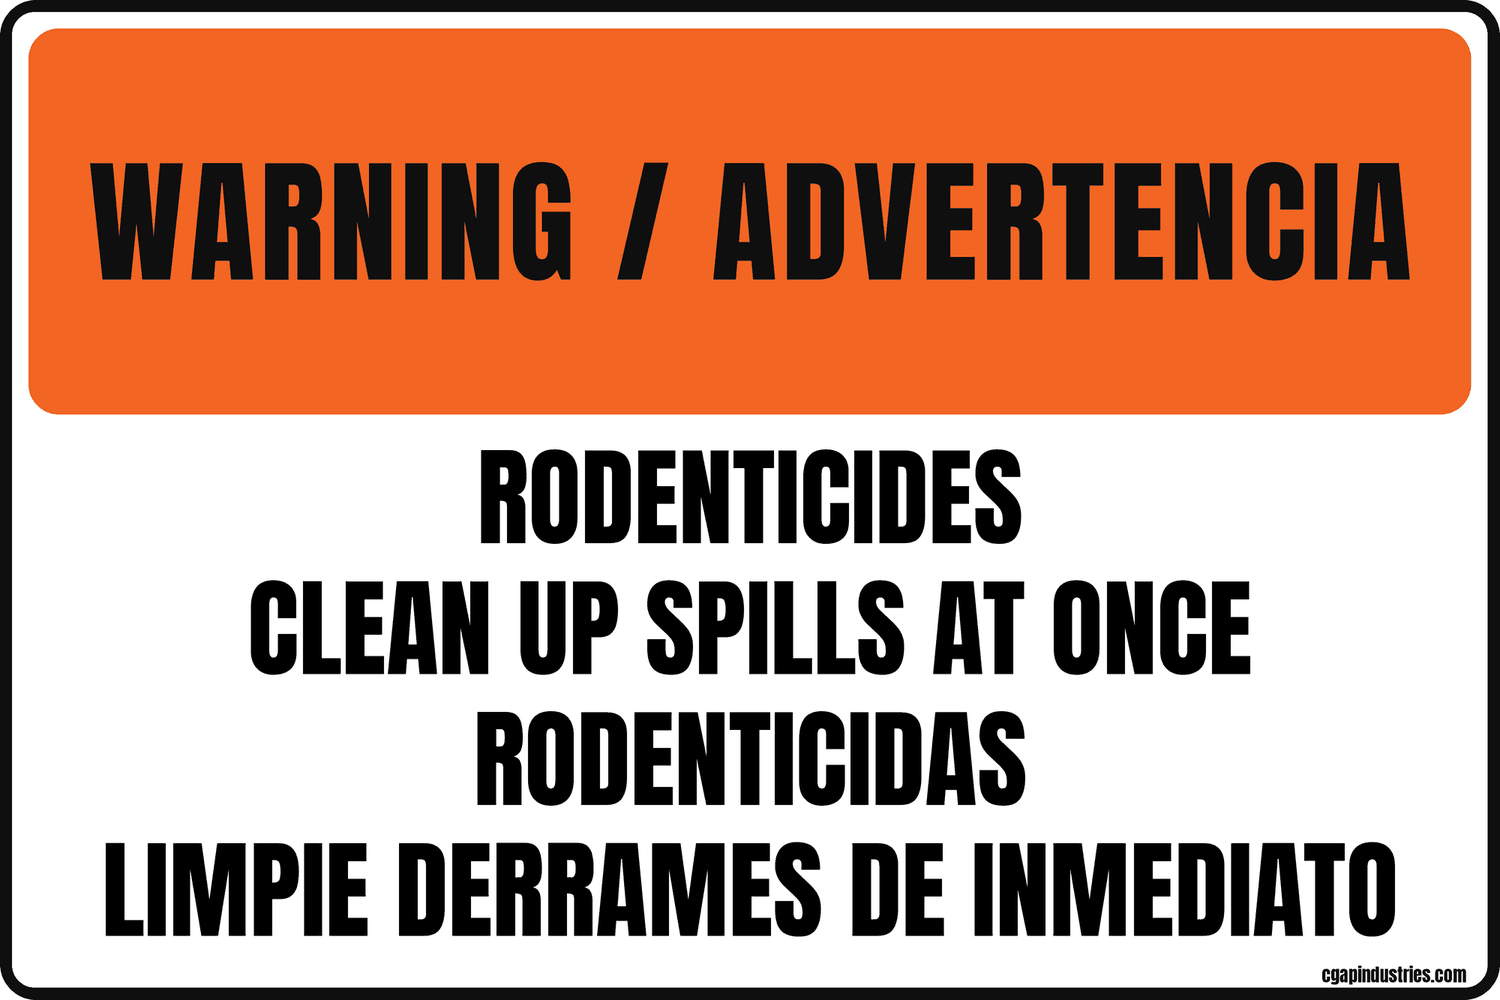 WARNING / ADVERTENCIA
RODENTICIDES
CLEAN UP SPILLS AT ONCE
RODENTICIDAS
LIMPIE DERRAMES DE INMEDIATO
cgapindustries.com